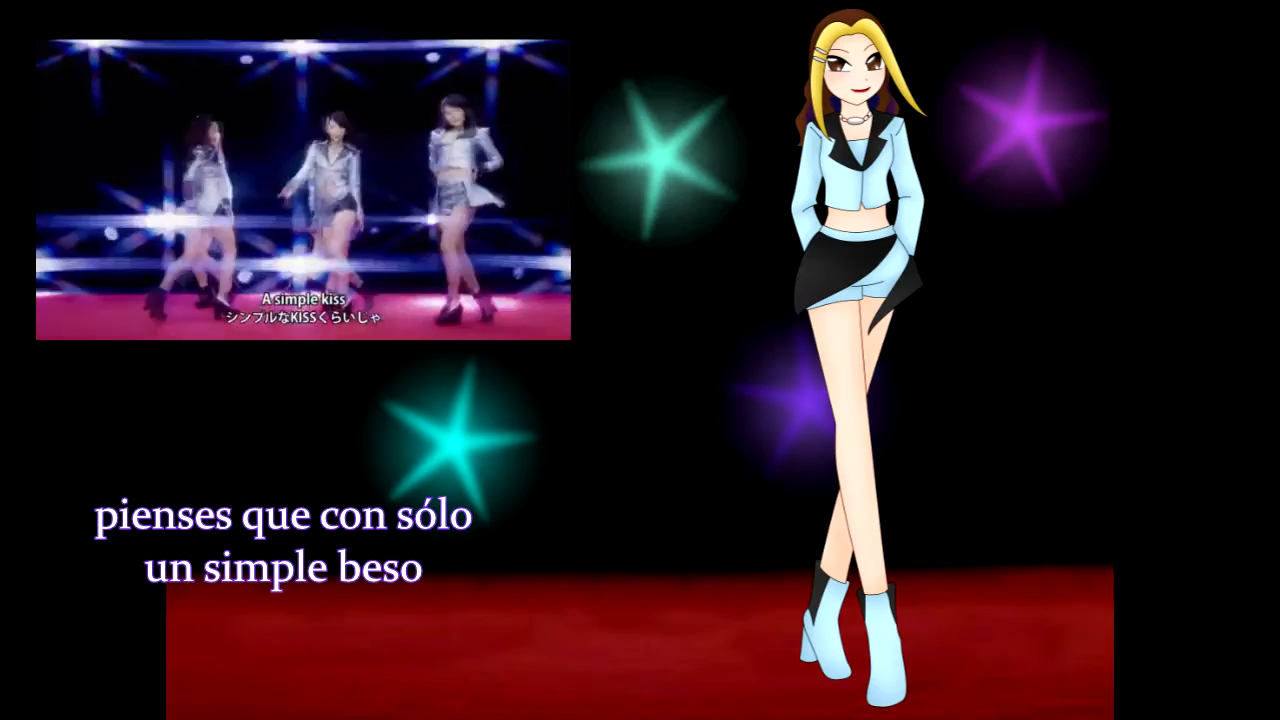 A simple kiss
シンプルなKISSくらいじゃ
pienses que con sólo
un simple beso